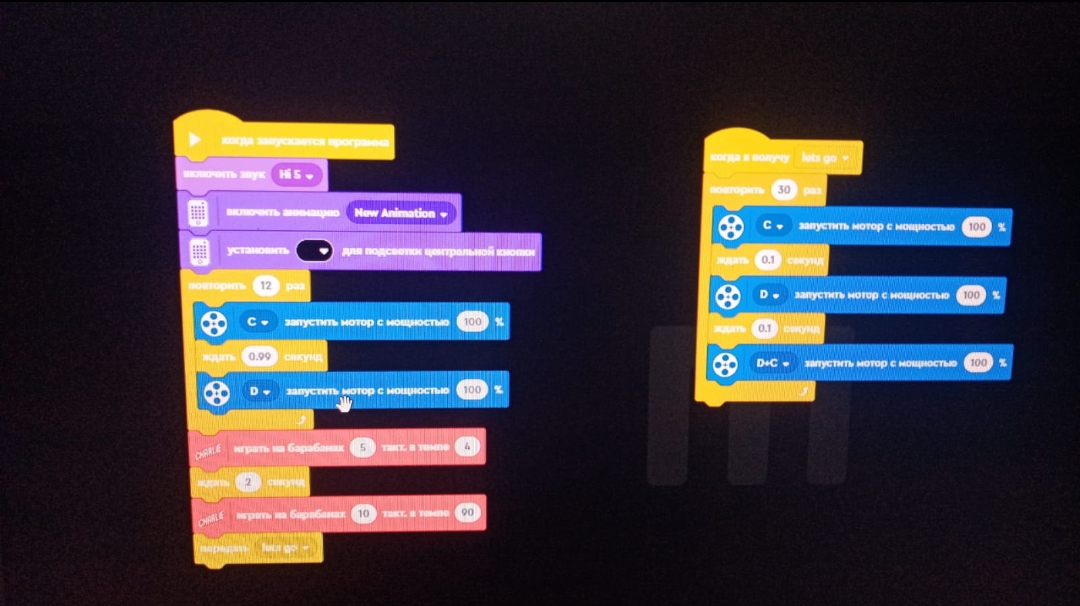 когда запускается программа
включить звук Hi 5
включить анимацию New Animation
установить для подсветки центральной кнопки
повторить 12 раз
C запустить мотор с мощностью 100 %
ждать 0.99 секунд
D запустить мотор с мощностью 100 %
CHARLIE играть на барабанах 5 такт. в темпе 4
ждать 2 секунд
CHARLIE играть на барабанах 10 такт. в темпе 90
передать lets go
когда я получу lets go
повторить 30 раз
C запустить мотор с мощностью 100 %
ждать 0.1 секунд
D запустить мотор с мощностью 100 %
ждать 0.1 секунд
D+C запустить мотор с мощностью 100 %